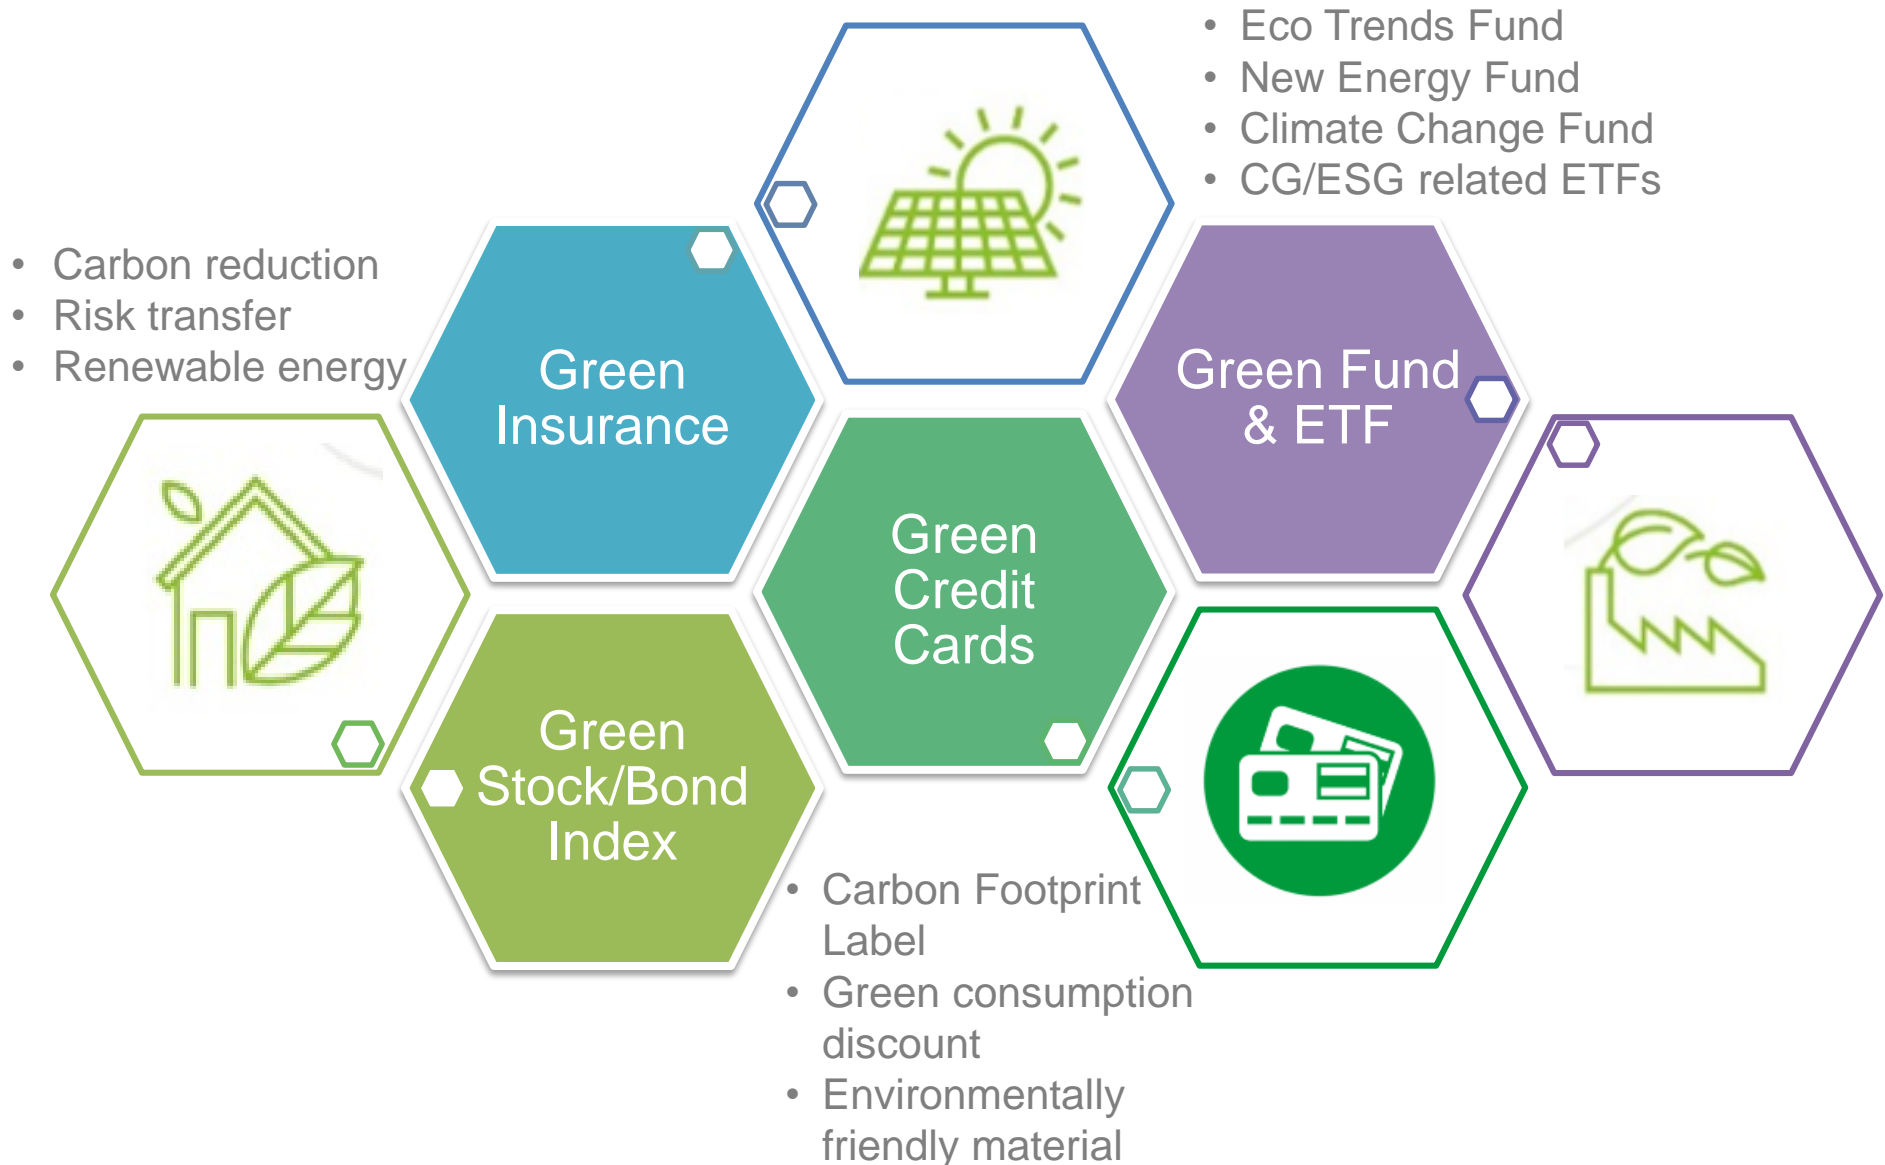 • Eco Trends Fund
• New Energy Fund
• Climate Change Fund
• CG/ESG related ETFs
• Carbon reduction
• Risk transfer
• Renewable energy
Green
Insurance
Green Fund
& ETF
Green
Credit
Cards
Green
Stock/Bond
Index
• Carbon Footprint
Label
• Green consumption
discount
• Environmentally
friendly material